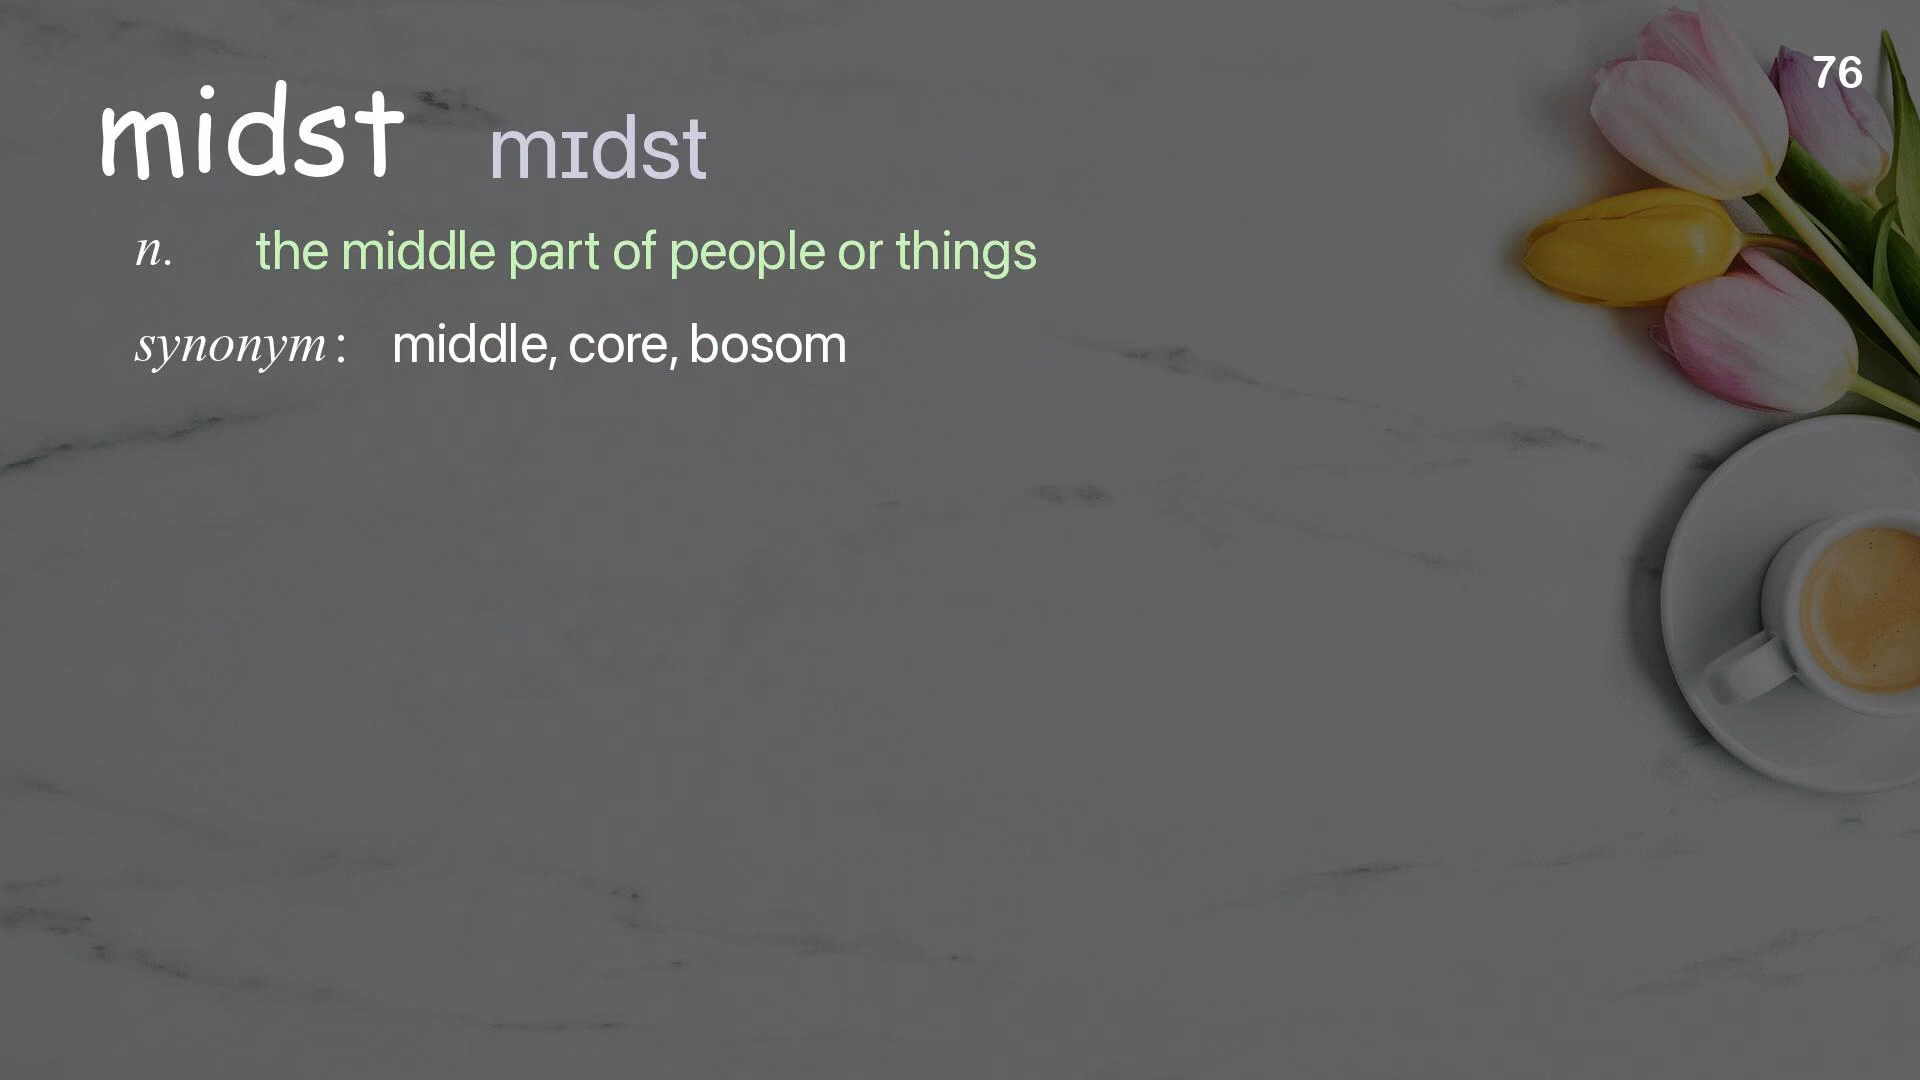 76
midst mɪdst
n. the middle part of people or things
synonym: middle, core, bosom